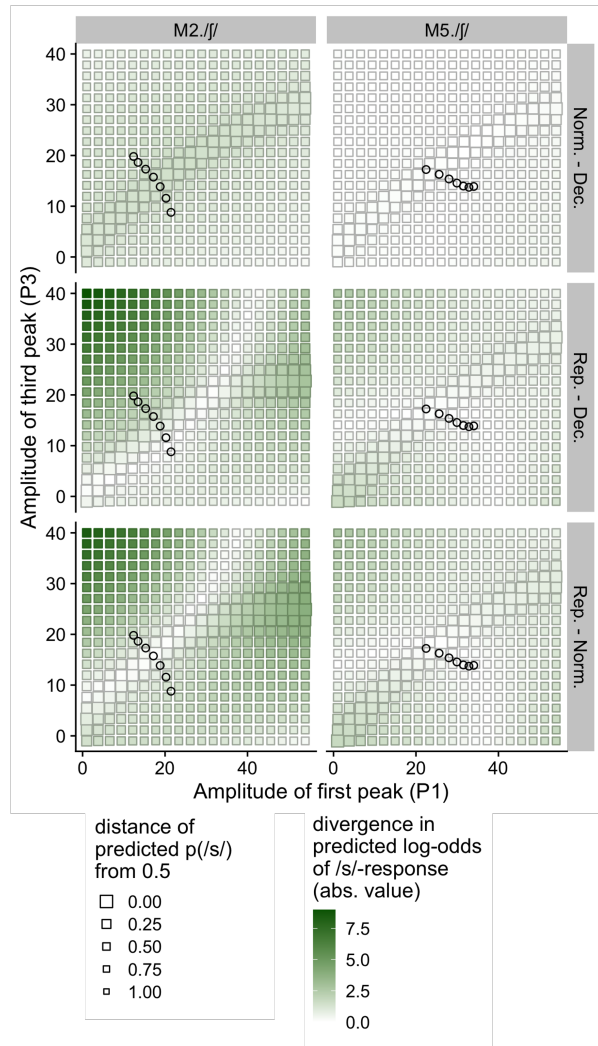 M2./ʃ/
M5./ʃ/
40
30
20
10
0
Norm. - Dec.
40
30
20
10
0
Rep. - Dec.
40
30
20
10
0
Rep. - Norm.
Amplitude of third peak (P3)
0
20
40
0
20
40
Amplitude of first peak (P1)
distance of
predicted p(/s/)
from 0.5
0.00
0.25
0.50
0.75
1.00
divergence in
predicted log-odds
of /s/-response
(abs. value)
7.5
5.0
2.5
0.0